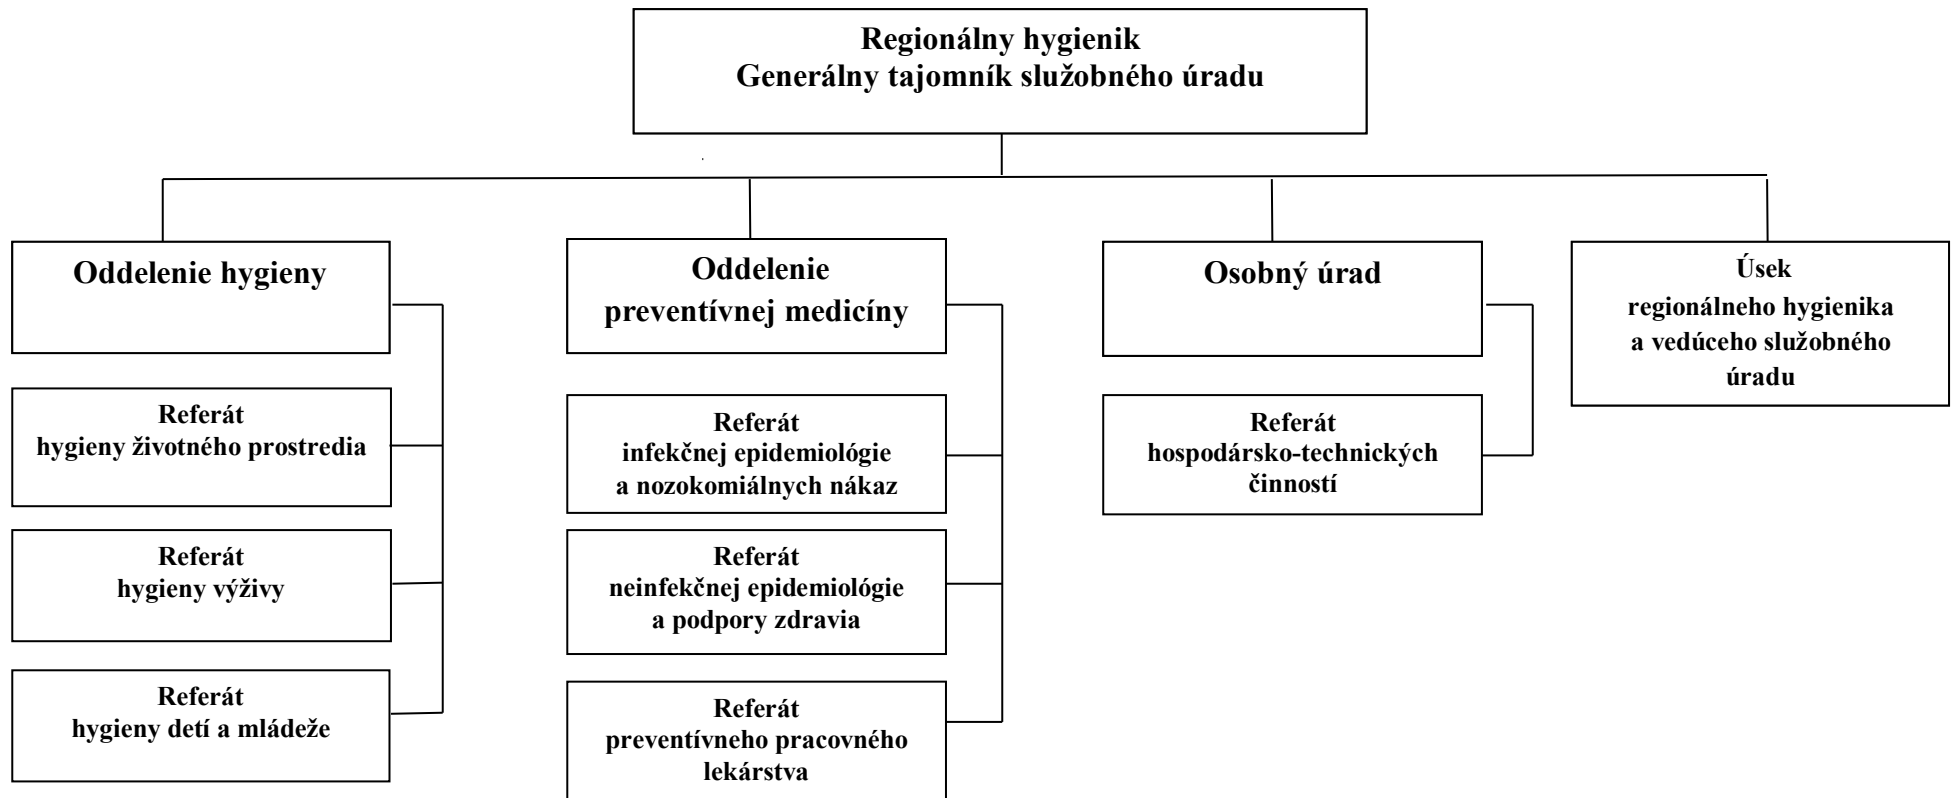 Regionálny hygienik
Generálny tajomník služobného úradu
Oddelenie hygieny
Referát
hygieny životného prostredia
Referát
hygieny výživy
Referát
hygieny detí a mládeže
Oddelenie
preventívnej medicíny
Referát
infekčnej epidemiológie
a nozokomiálnych nákaz
Referát
neinfekčnej epidemiológie
a podpory zdravia
Referát
preventívneho pracovného
lekárstva
Osobný úrad
Referát
hospodársko-technických
činností
Úsek
regionálneho hygienika
a vedúceho služobného
úradu